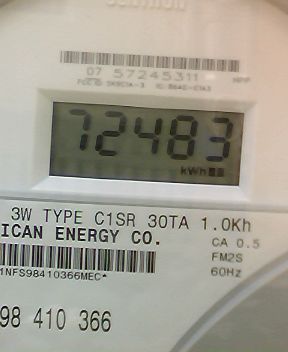 07 57245311
72483
kWh
3W TYPE C1SR 30TA 1.0Kh
ICAN ENERGY CO.
CA 0.5
FM2S
60Hz
1NFS98410366MEC*
98 410 366